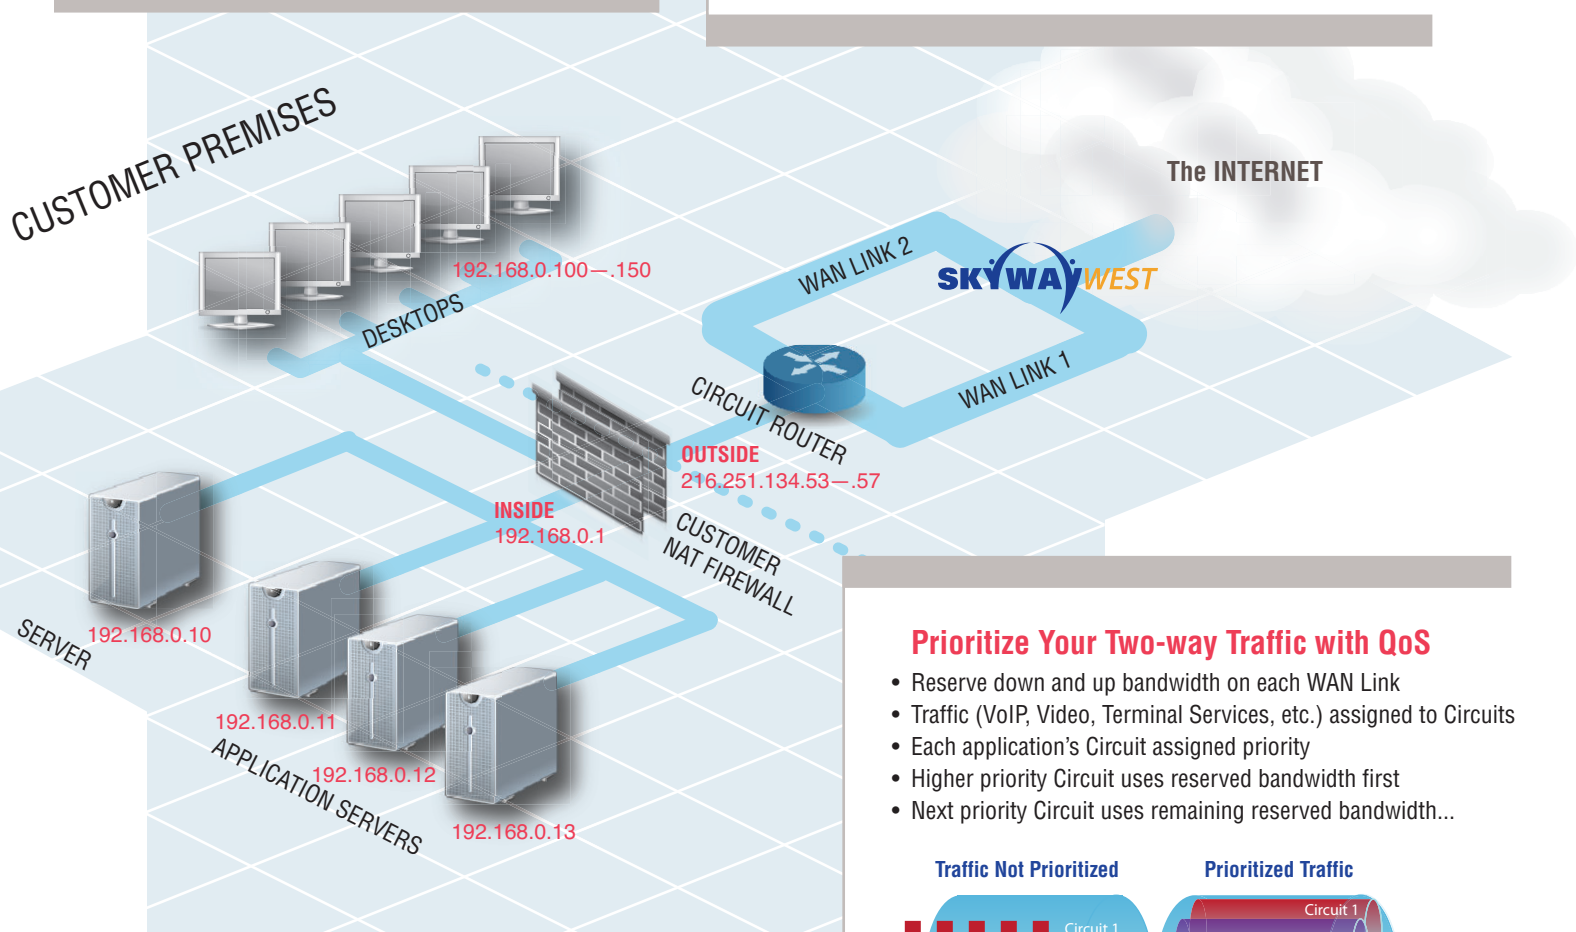 CUSTOMER PREMISES
The INTERNET
192.168.0.100—.150
DESKTOPS
WAN LINK 2
SKYWAYWEST
WAN LINK 1
CIRCUIT ROUTER
OUTSIDE
216.251.134.53—.57
INSIDE
192.168.0.1
CUSTOMER
NAT FIREWALL
SERVER
192.168.0.10
192.168.0.11
APPLICATION SERVERS
192.168.0.12
192.168.0.13
Prioritize Your Two-way Traffic with QoS
• Reserve down and up bandwidth on each WAN Link
• Traffic (VoIP, Video, Terminal Services, etc.) assigned to Circuits
• Each application's Circuit assigned priority
• Higher priority Circuit uses reserved bandwidth first
• Next priority Circuit uses remaining reserved bandwidth...
Traffic Not Prioritized
Prioritized Traffic
Circuit 1
Circuit 1